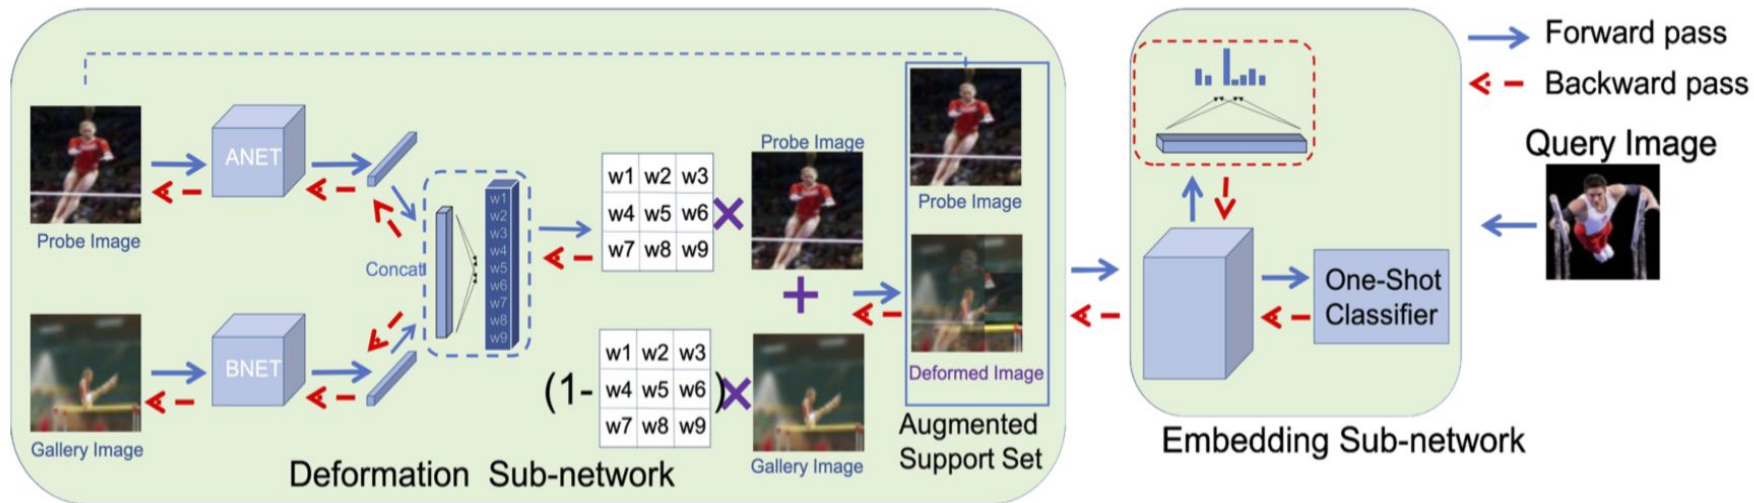 Forward pass
Backward pass
Query Image
ANET
Probe Image
BNET
Gallery Image
Concat
w1
w2
w3
w4
w5
w6
w7
w8
w9
w1 w2 w3
w4 w5 w6
w7 w8 w9
×
Probe Image
+
(1-
w1 w2 w3
w4 w5 w6
w7 w8 w9
)×
Gallery Image
Probe Image
Deformed Image
Augmented
Support Set
Deformation Sub-network
One-Shot
Classifier
Embedding Sub-network